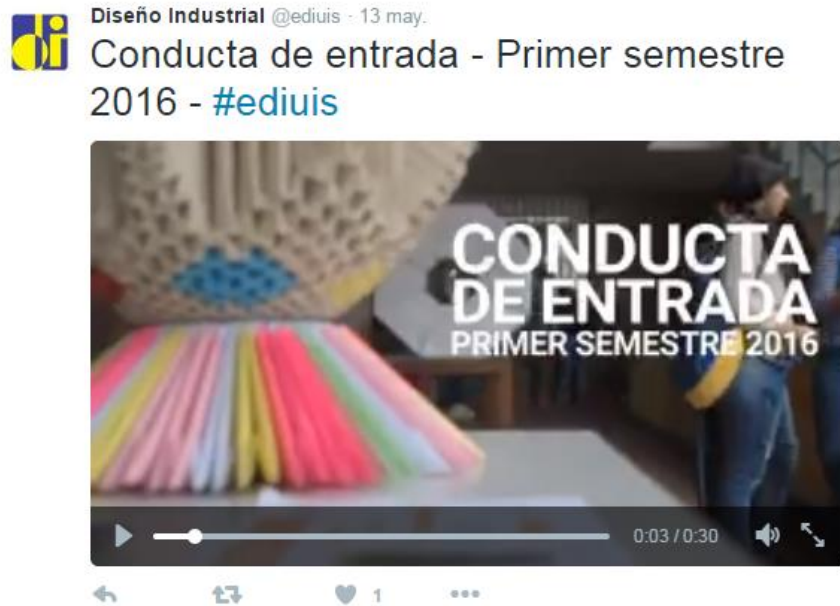 di
Diseño Industrial @ediuis · 13 may.
Conducta de entrada - Primer semestre
2016 - #ediuis
CONDUCTA
DE ENTRADA
PRIMER SEMESTRE 2016
0:03 / 0:30
1